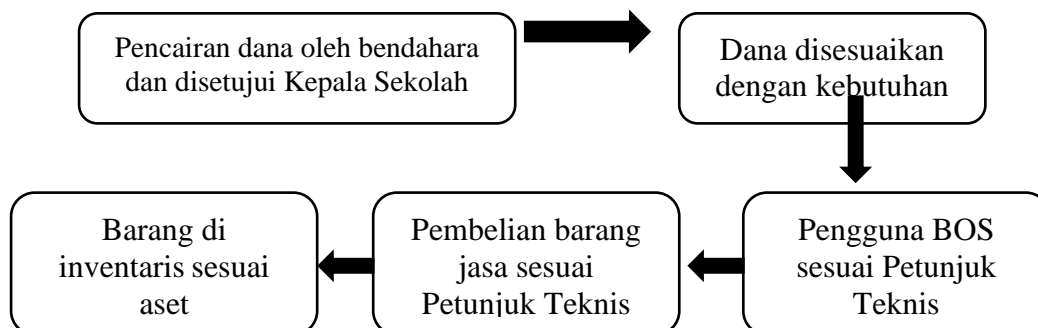 Pencairan dana oleh bendahara
dan disetujui Kepala Sekolah
Dana disesuaikan
dengan kebutuhan
Pengguna BOS
sesuai Petunjuk
Teknis
Pembelian barang
jasa sesuai
Petunjuk Teknis
Barang di
inventaris sesuai
aset